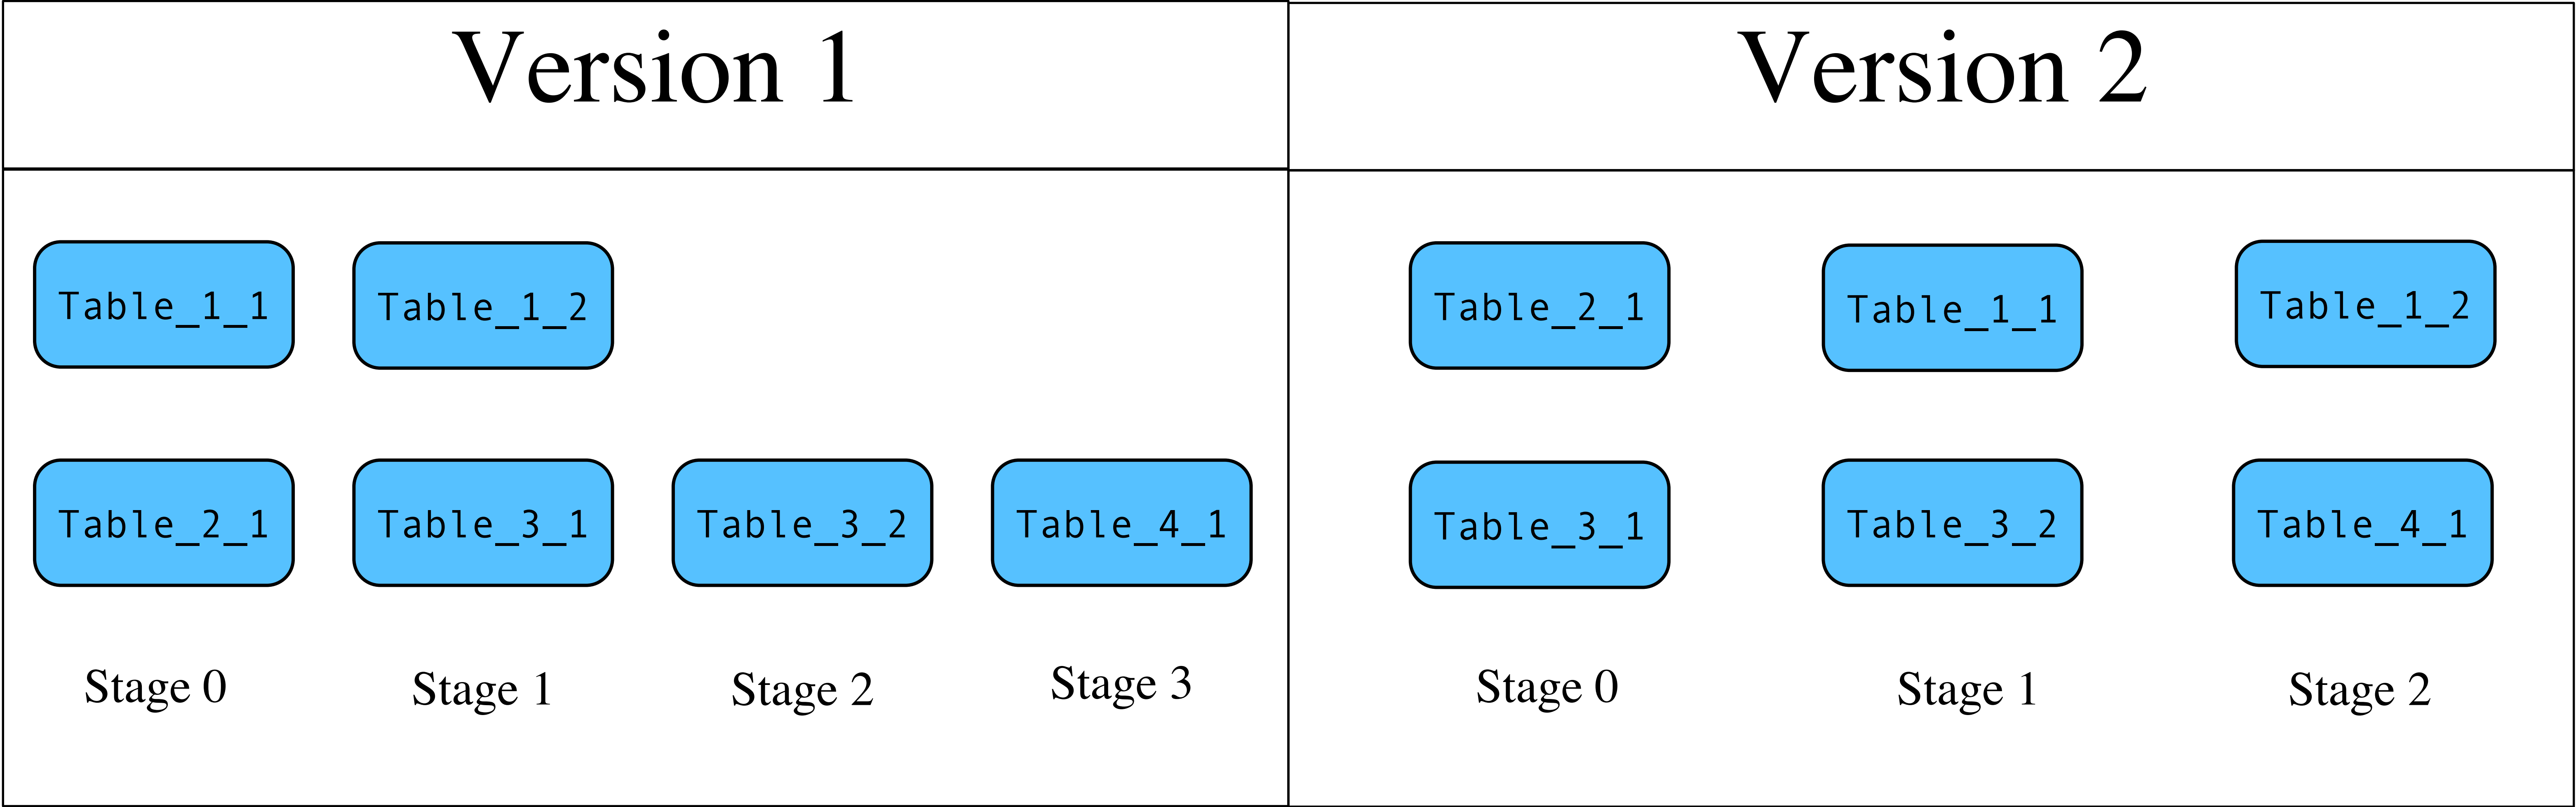 Version 1
Version 2
Table_1_1 Table_1_2
Table_2_1 Table_3_1 Table_3_2 Table_4_1
Stage 0 Stage 1 Stage 2 Stage 3
Table_2_1 Table_1_1 Table_1_2
Table_3_1 Table_3_2 Table_4_1
Stage 0 Stage 1 Stage 2